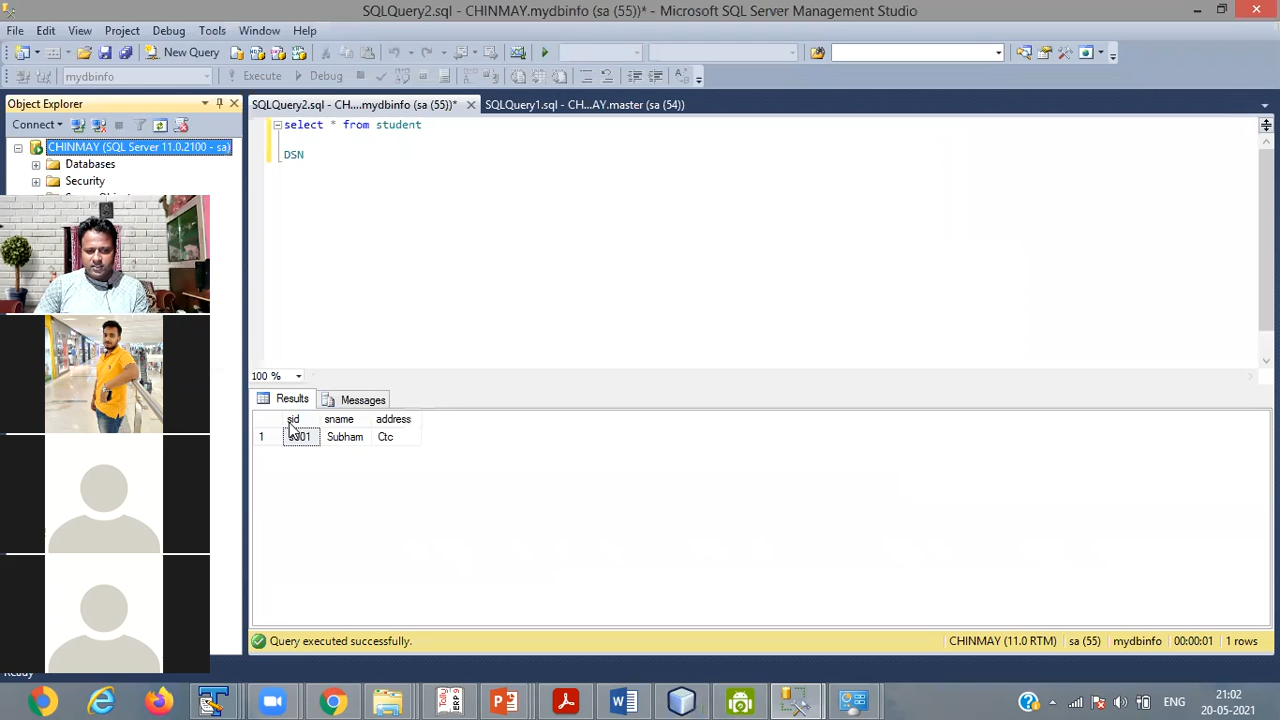 SQLQuery2.sql - CHINMAY.mydbinfo (sa (55))* - Microsoft SQL Server Management Studio
File Edit View Project Debug Tools Window Help
New Query
mydbinfo Execute Debug
Object Explorer
SQLQuery2.sql - CH....mydbinfo (sa (55))* SQLQuery1.sql - CH...AY.master (sa (54))
Connect
select * from student
CHINMAY (SQL Server 11.0.2100 - sa)
DSN
Databases
Security
100 %
Results Messages
sid sname address
1 Subham Ctc
Query executed successfully. CHINMAY (11.0 RTM) sa (55) mydbinfo 00:00:01 1 rows
Ready
Tally ERP9
ENG
21:02
20-05-2021